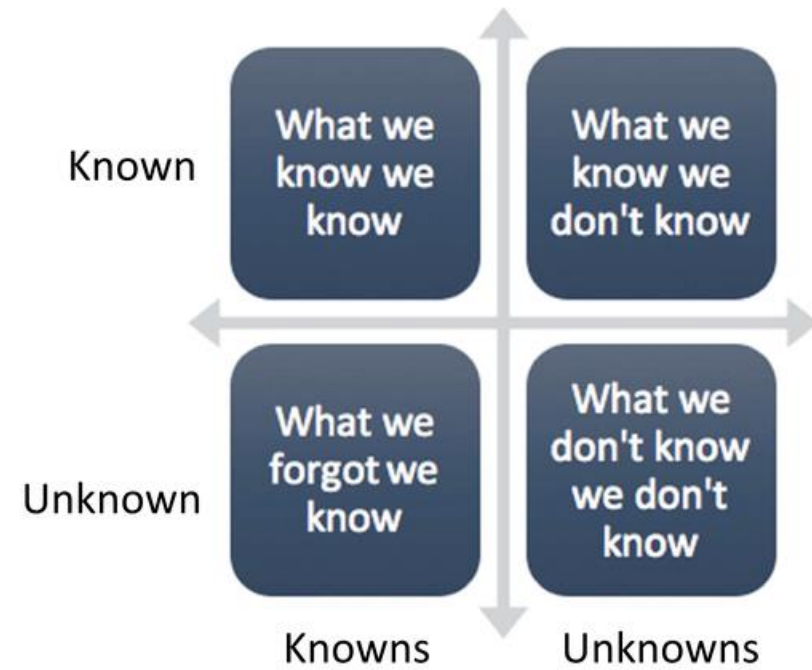 What we
know we
know
What we
know we
don't know
Known
What we
forgot we
know
What we
don't know
we don't
know
Unknown
Knowns
Unknowns